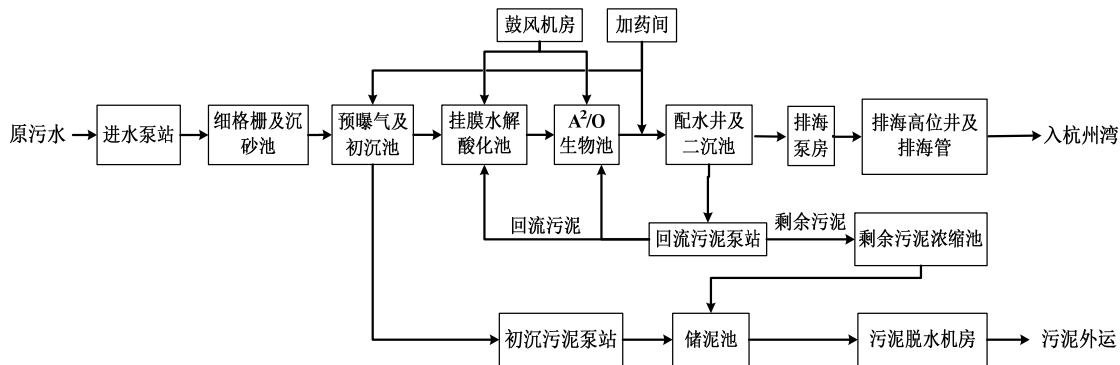 鼓风机房
加药间
原污水
进水泵站
细格栅及沉
砂池
预曝气及
初沉池
挂膜水解
酸化池
A²/O
生物池
配水井及
二沉池
排海
泵房
排海高位井及
排海管
入杭州湾
回流污泥
回流污泥泵站
剩余污泥
剩余污泥浓缩池
初沉污泥泵站
储泥池
污泥脱水机房
污泥外运